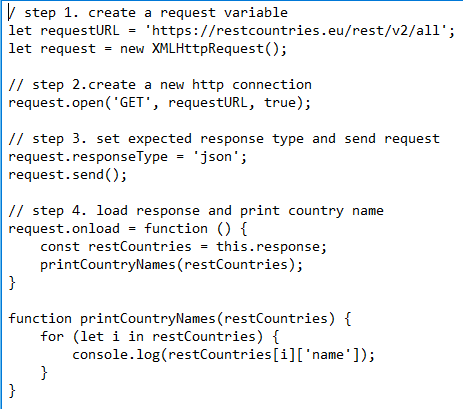 / step 1. create a request variable
let requestURL = 'https://restcountries.eu/rest/v2/all';
let request = new XMLHttpRequest();

// step 2.create a new http connection
request.open('GET', requestURL, true);

// step 3. set expected response type and send request
request.responseType = 'json';
request.send();

// step 4. load response and print country name
request.onload = function () {
    const restCountries = this.response;
    printCountryNames(restCountries);
}

function printCountryNames(restCountries) {
    for (let i in restCountries) {
        console.log(restCountries[i]['name']);
    }
}